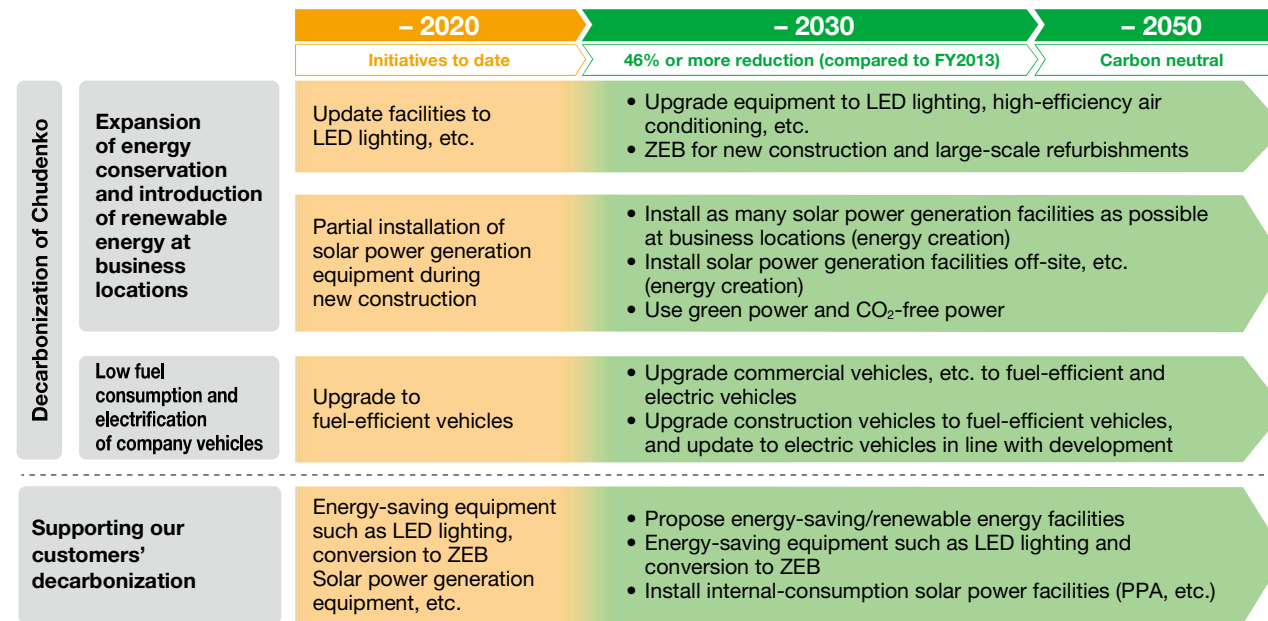 – 2020
– 2030
– 2050
Initiatives to date
46% or more reduction (compared to FY2013)
Carbon neutral
Decarbonization of Chudenko
Expansion
of energy
conservation
and introduction
of renewable
energy at
business
locations
Update facilities to
LED lighting, etc.
• Upgrade equipment to LED lighting, high-efficiency air
conditioning, etc.
• ZEB for new construction and large-scale refurbishments
Partial installation of
solar power generation
equipment during
new construction
• Install as many solar power generation facilities as possible
at business locations (energy creation)
• Install solar power generation facilities off-site, etc.
(energy creation)
• Use green power and CO₂-free power
Low fuel
consumption and
electrification
of company vehicles
Upgrade to
fuel-efficient vehicles
• Upgrade commercial vehicles, etc. to fuel-efficient and
electric vehicles
• Upgrade construction vehicles to fuel-efficient vehicles,
and update to electric vehicles in line with development
Supporting our
customers’
decarbonization
Energy-saving equipment
such as LED lighting,
conversion to ZEB
Solar power generation
equipment, etc.
• Propose energy-saving/renewable energy facilities
• Energy-saving equipment such as LED lighting and
conversion to ZEB
• Install internal-consumption solar power facilities (PPA, etc.)